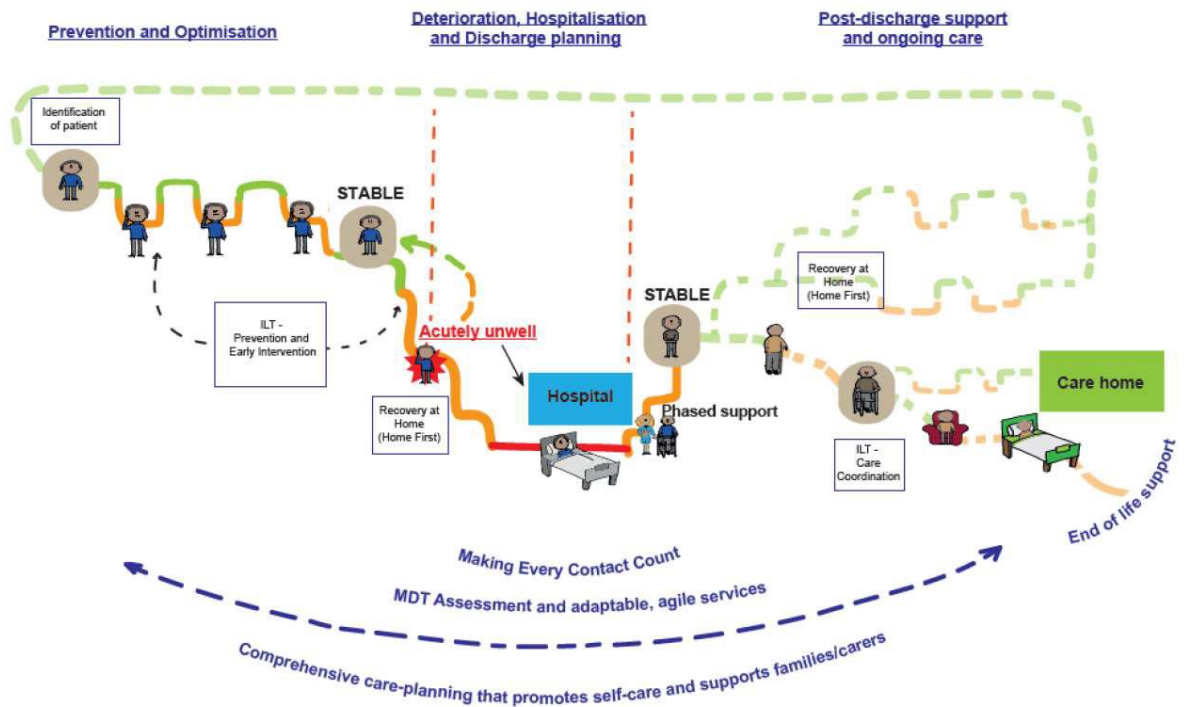 Prevention and Optimisation
Deterioration, Hospitalisation
and Discharge planning
Post-discharge support
and ongoing care
Identification
of patient
STABLE
ILT -
Prevention and
Early Intervention
Acutely unwell
Recovery at
Home
(Home First)
Hospital
STABLE
Phased support
Recovery at
Home
(Home First)
ILT -
Care
Coordination
Care home
End of life support
Making Every Contact Count
MDT Assessment and adaptable, agile services
Comprehensive care-planning that promotes self-care and supports families/carers